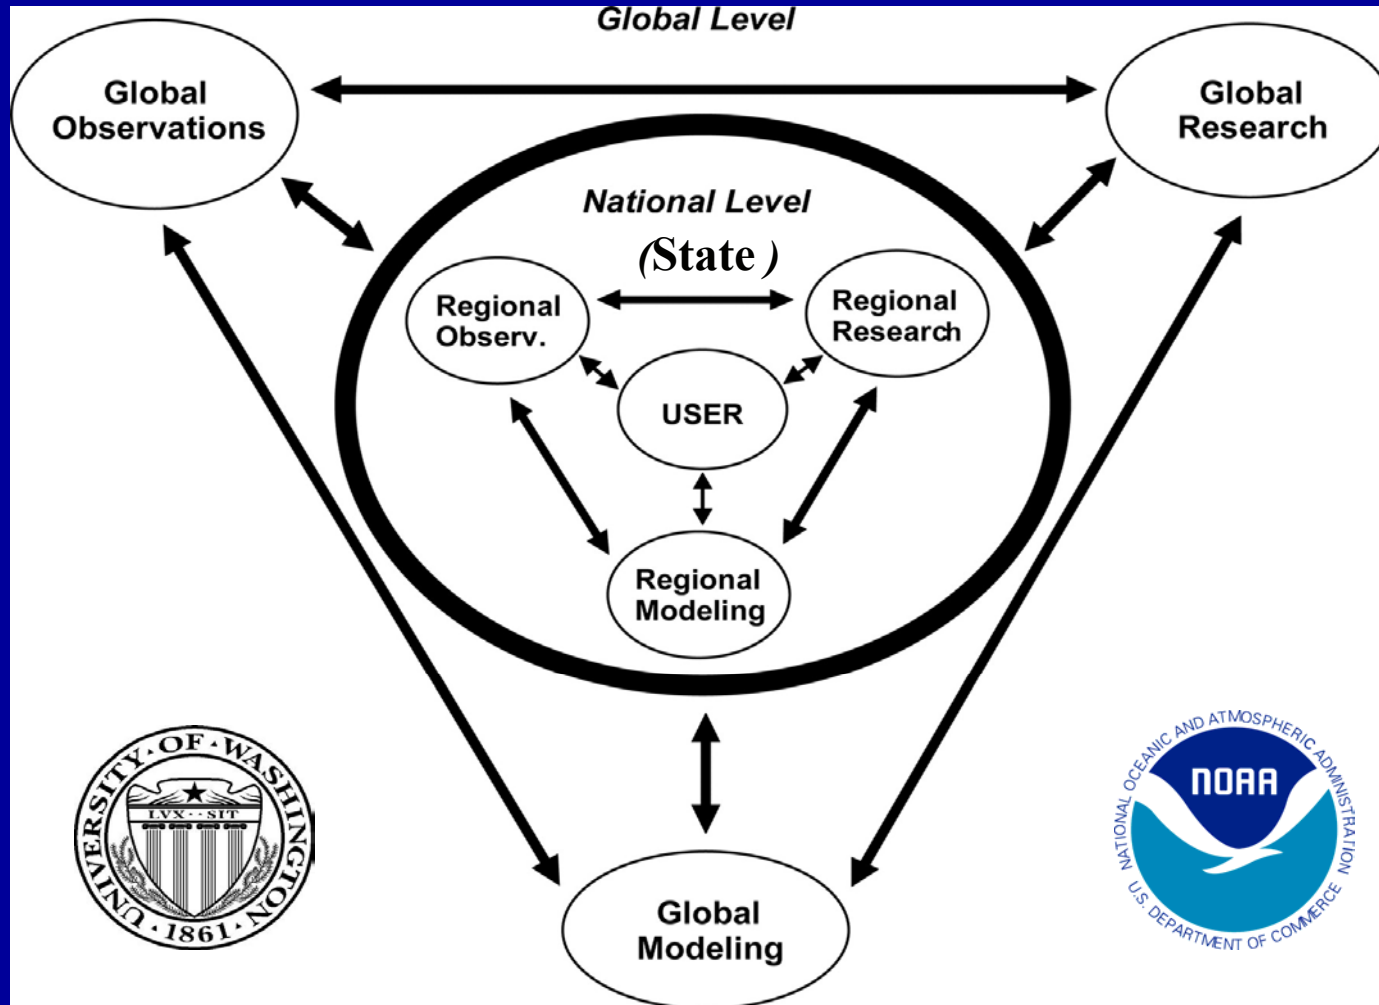 Global Level
Global
Observations
Global
Research
National Level
(State )
Regional
Observ.
Regional
Research
USER
Regional
Modeling
Global
Modeling
UNIVERSITY · OF · WASHINGTON
LVX · · SIT
· 1861 ·
NATIONAL OCEANIC AND ATMOSPHERIC ADMINISTRATION
NOAA
U.S. DEPARTMENT OF COMMERCE